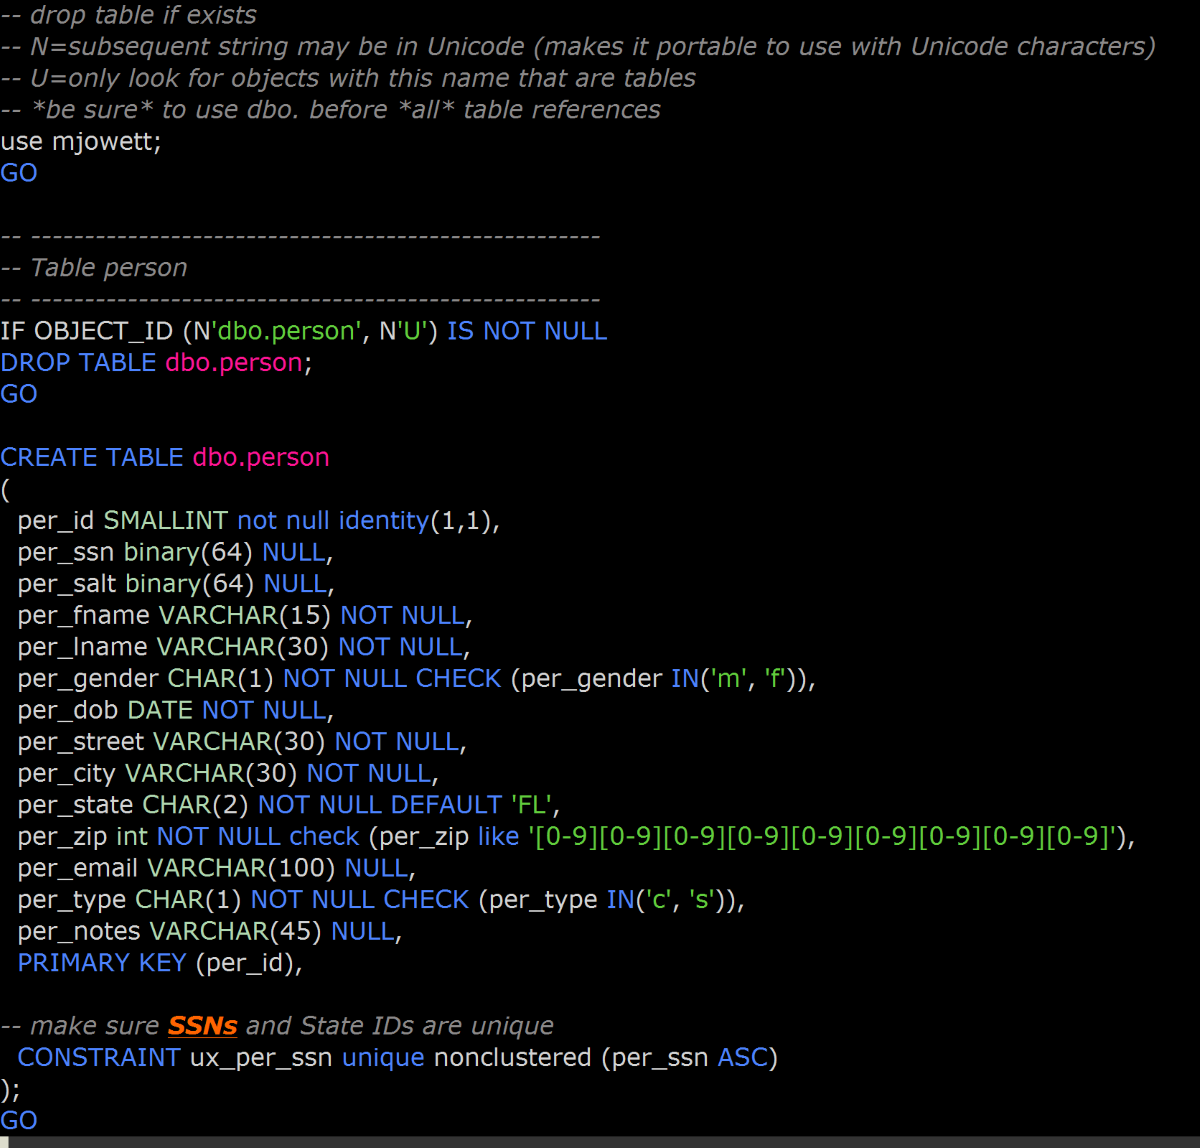 -- drop table if exists
-- N=subsequent string may be in Unicode (makes it portable to use with Unicode characters)
-- U=only look for objects with this name that are tables
-- *be sure* to use dbo. before *all* table references
use mjowett;
GO

-- -----------------------------------------------------
-- Table person
-- -----------------------------------------------------
IF OBJECT_ID (N'dbo.person', N'U') IS NOT NULL
DROP TABLE dbo.person;
GO

CREATE TABLE dbo.person
(
  per_id SMALLINT not null identity(1,1),
  per_ssn binary(64) NULL,
  per_salt binary(64) NULL,
  per_fname VARCHAR(15) NOT NULL,
  per_lname VARCHAR(30) NOT NULL,
  per_gender CHAR(1) NOT NULL CHECK (per_gender IN('m', 'f')),
  per_dob DATE NOT NULL,
  per_street VARCHAR(30) NOT NULL,
  per_city VARCHAR(30) NOT NULL,
  per_state CHAR(2) NOT NULL DEFAULT 'FL',
  per_zip int NOT NULL check (per_zip like '[0-9][0-9][0-9][0-9][0-9][0-9][0-9][0-9][0-9]'),
  per_email VARCHAR(100) NULL,
  per_type CHAR(1) NOT NULL CHECK (per_type IN('c', 's')),
  per_notes VARCHAR(45) NULL,
  PRIMARY KEY (per_id),

-- make sure SSNs and State IDs are unique
  CONSTRAINT ux_per_ssn unique nonclustered (per_ssn ASC)
);
GO